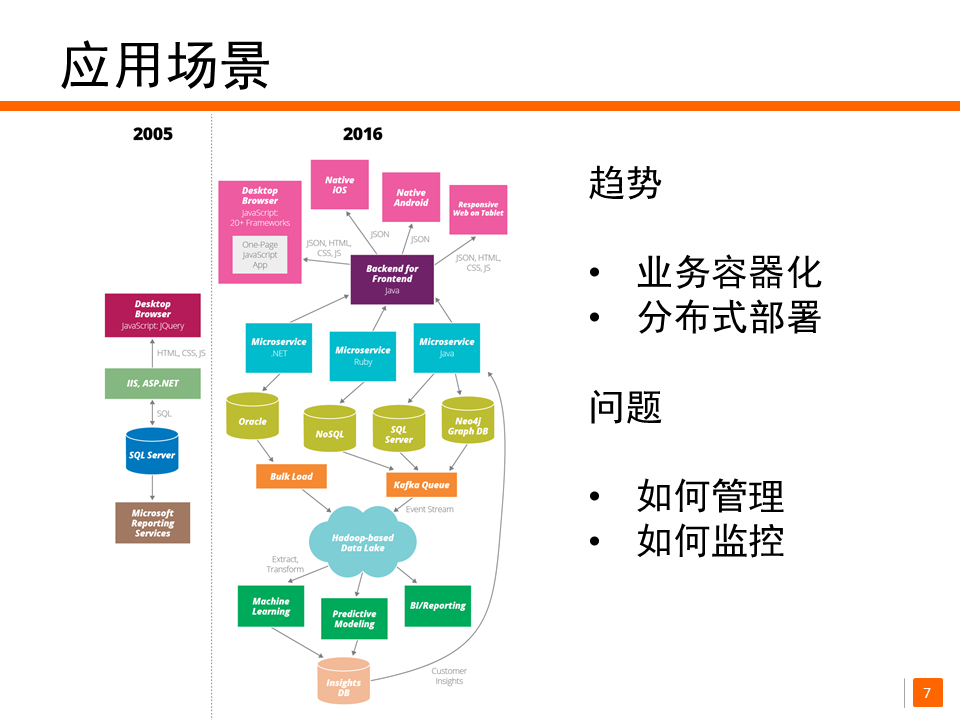 应用场景
2005
2016
Desktop
Browser
JavaScript: JQuery
HTML, CSS, JS
IIS, ASP.NET
SQL
SQL Server
Microsoft
Reporting
Services
Desktop
Browser
JavaScript:
20+ Frameworks
One-Page
JavaScript
App
Native
iOS
Native
Android
Responsive
Web on Tablet
JSON, HTML,
CSS, JS
JSON
JSON
JSON, HTML,
CSS, JS
Backend for
Frontend
Java
Microservice
.NET
Microservice
Ruby
Microservice
Java
Oracle
NoSQL
SQL
Server
Neo4j
Graph DB
Bulk Load
Kafka Queue
Event Stream
Hadoop-based
Data Lake
Extract,
Transform
Machine
Learning
Predictive
Modeling
BI/Reporting
Insights
DB
Customer
Insights
趋势
• 业务容器化
• 分布式部署
问题
• 如何管理
• 如何监控
7